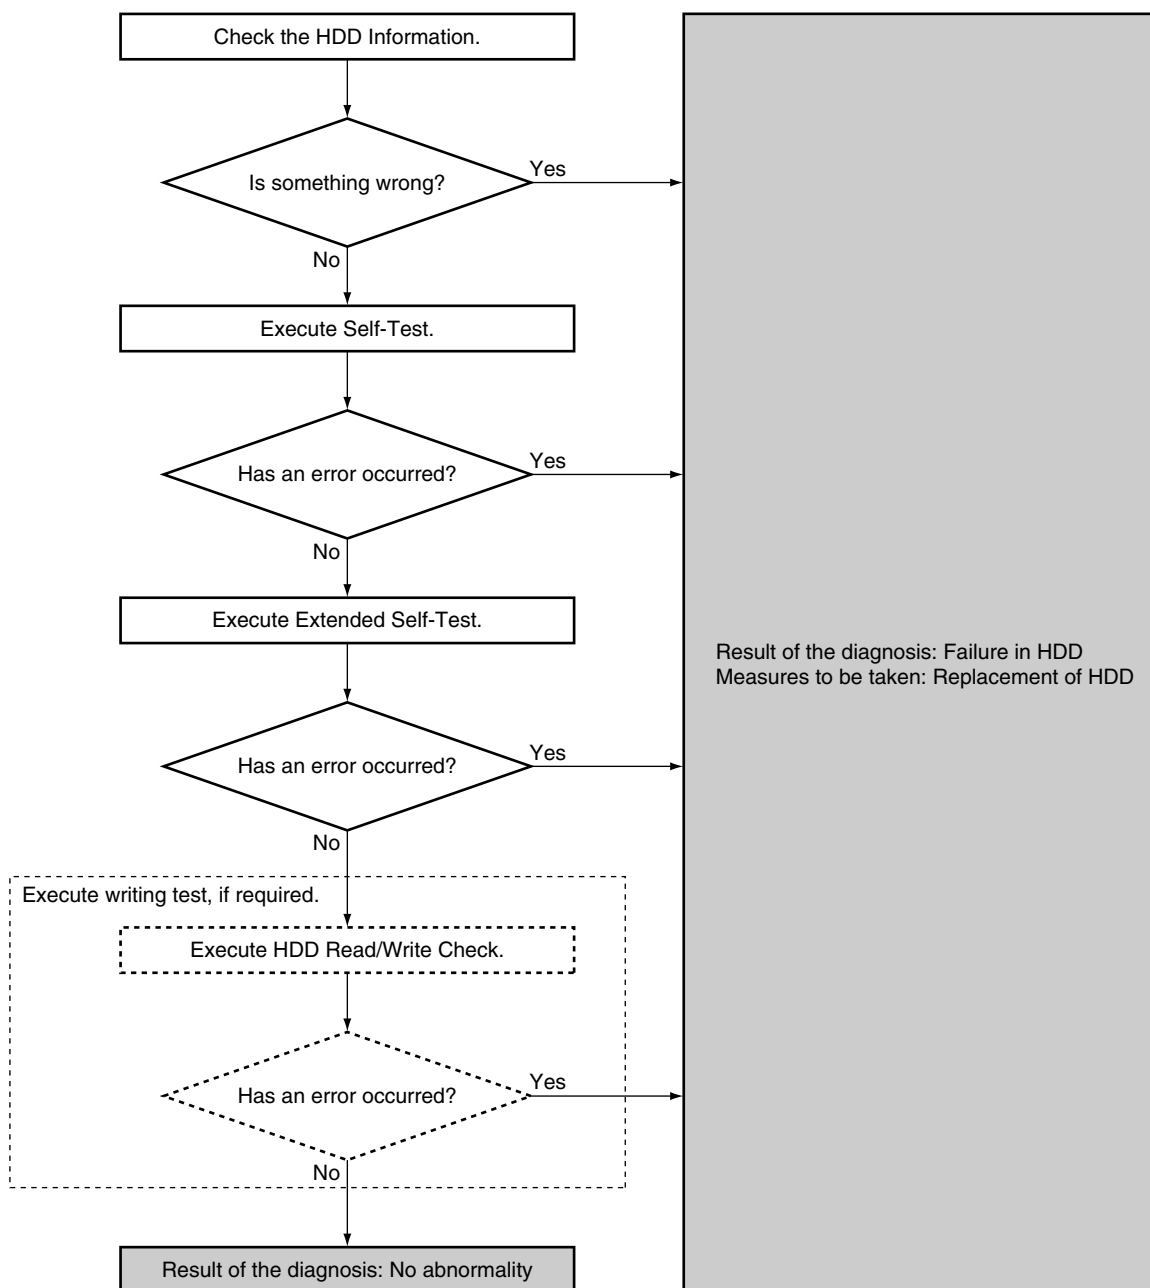 Check the HDD Information.
Is something wrong?
Yes
No
Execute Self-Test.
Has an error occurred?
Yes
No
Execute Extended Self-Test.
Result of the diagnosis: Failure in HDD
Measures to be taken: Replacement of HDD
Has an error occurred?
Yes
No
Execute writing test, if required.
Execute HDD Read/Write Check.
Has an error occurred?
Yes
No
Result of the diagnosis: No abnormality